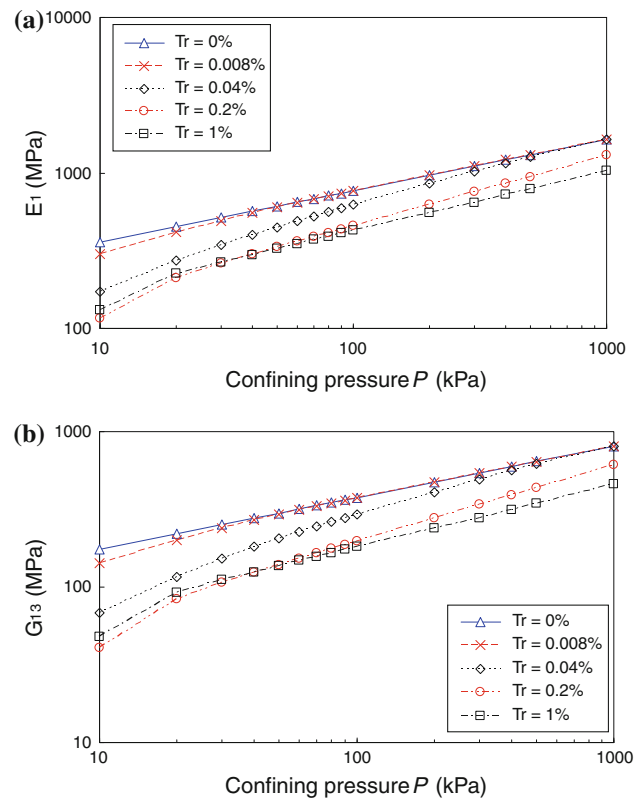 (a)
10000
1000
100
E1 (MPa)
Tr = 0%
Tr = 0.008%
Tr = 0.04%
Tr = 0.2%
Tr = 1%
10 100 1000
Confining pressure P (kPa)
(b)
1000
100
10
G13 (MPa)
Tr = 0%
Tr = 0.008%
Tr = 0.04%
Tr = 0.2%
Tr = 1%
10 100 1000
Confining pressure P (kPa)